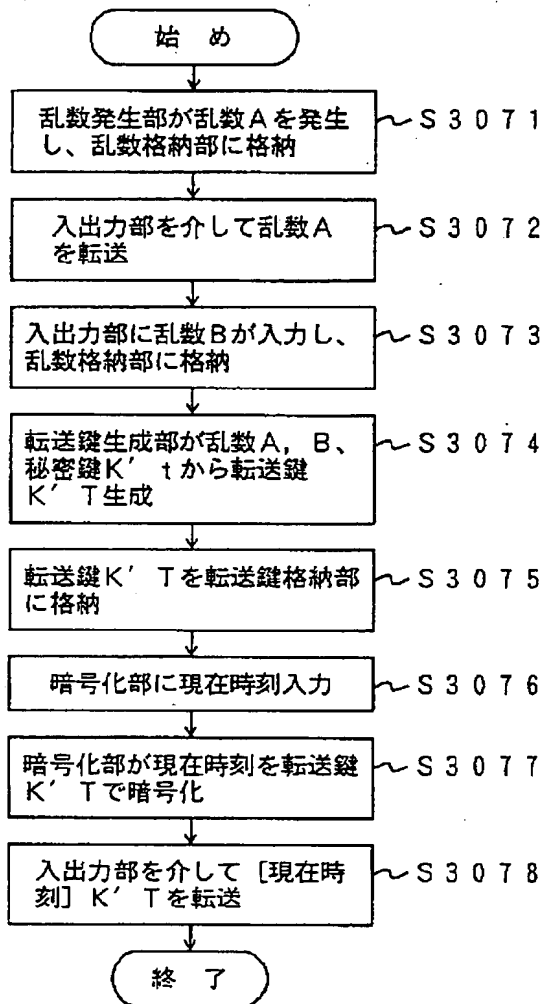 始 め
乱数発生部が乱数Aを発生
し、乱数格納部に格納
S3071
入出力部を介して乱数A
を転送
S3072
入出力部に乱数Bが入力し、
乱数格納部に格納
S3073
転送鍵生成部が乱数A，B、
秘密鍵K′tから転送鍵
K′T生成
S3074
転送鍵K′Tを転送鍵格納部
に格納
S3075
暗号化部に現在時刻入力
S3076
暗号化部が現在時刻を転送鍵
K′Tで暗号化
S3077
入出力部を介して［現在時
刻］K′Tを転送
S3078
終 了